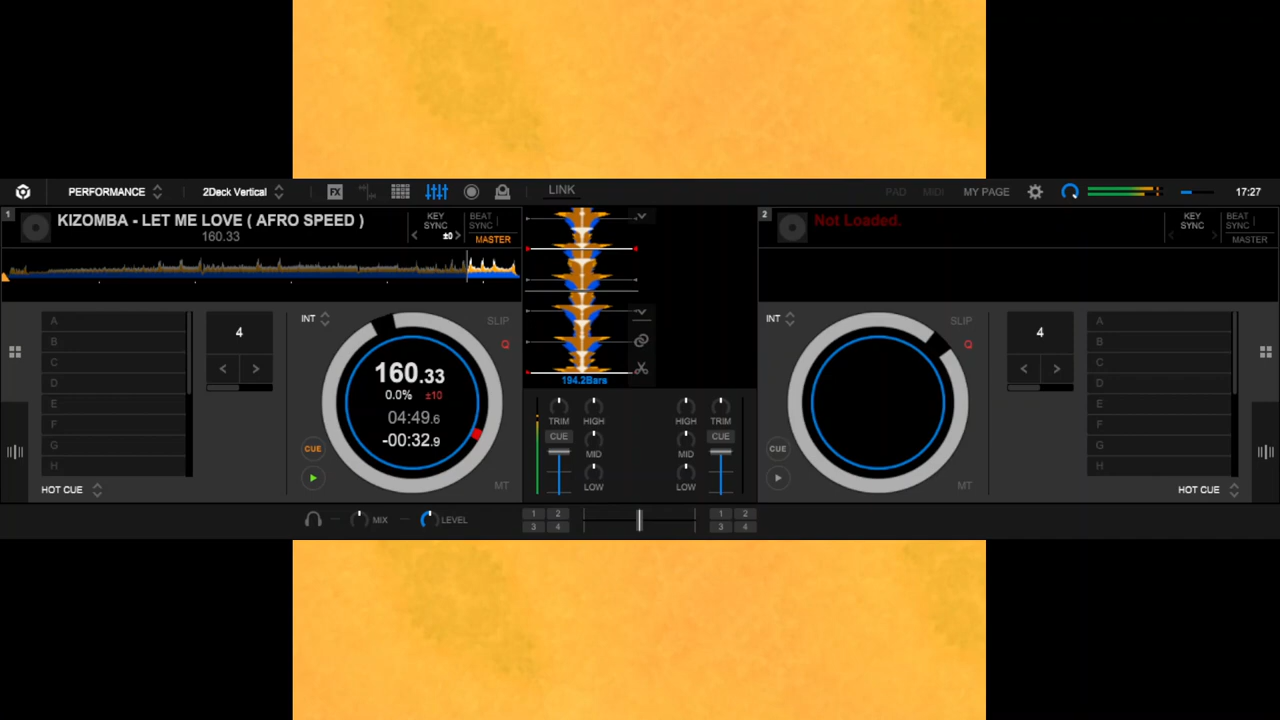 PERFORMANCE
2Deck Vertical
FX
LINK
PAD
MIDI
MY PAGE
17:27
1
KIZOMBA - LET ME LOVE ( AFRO SPEED )
160.33
KEY SYNC
±0
BEAT SYNC
MASTER
2
Not Loaded.
KEY SYNC
BEAT SYNC
MASTER
A
B
C
D
E
F
G
H
HOT CUE
4
INT
SLIP
Q
160.33
0.0%
±10
04:49.6
-00:32.9
CUE
MT
194.2Bars
TRIM
HIGH
HIGH
TRIM
CUE
CUE
MID
MID
LOW
LOW
INT
SLIP
Q
CUE
MT
4
A
B
C
D
E
F
G
H
HOT CUE
MIX
LEVEL
1 2
3 4
1 2
3 4